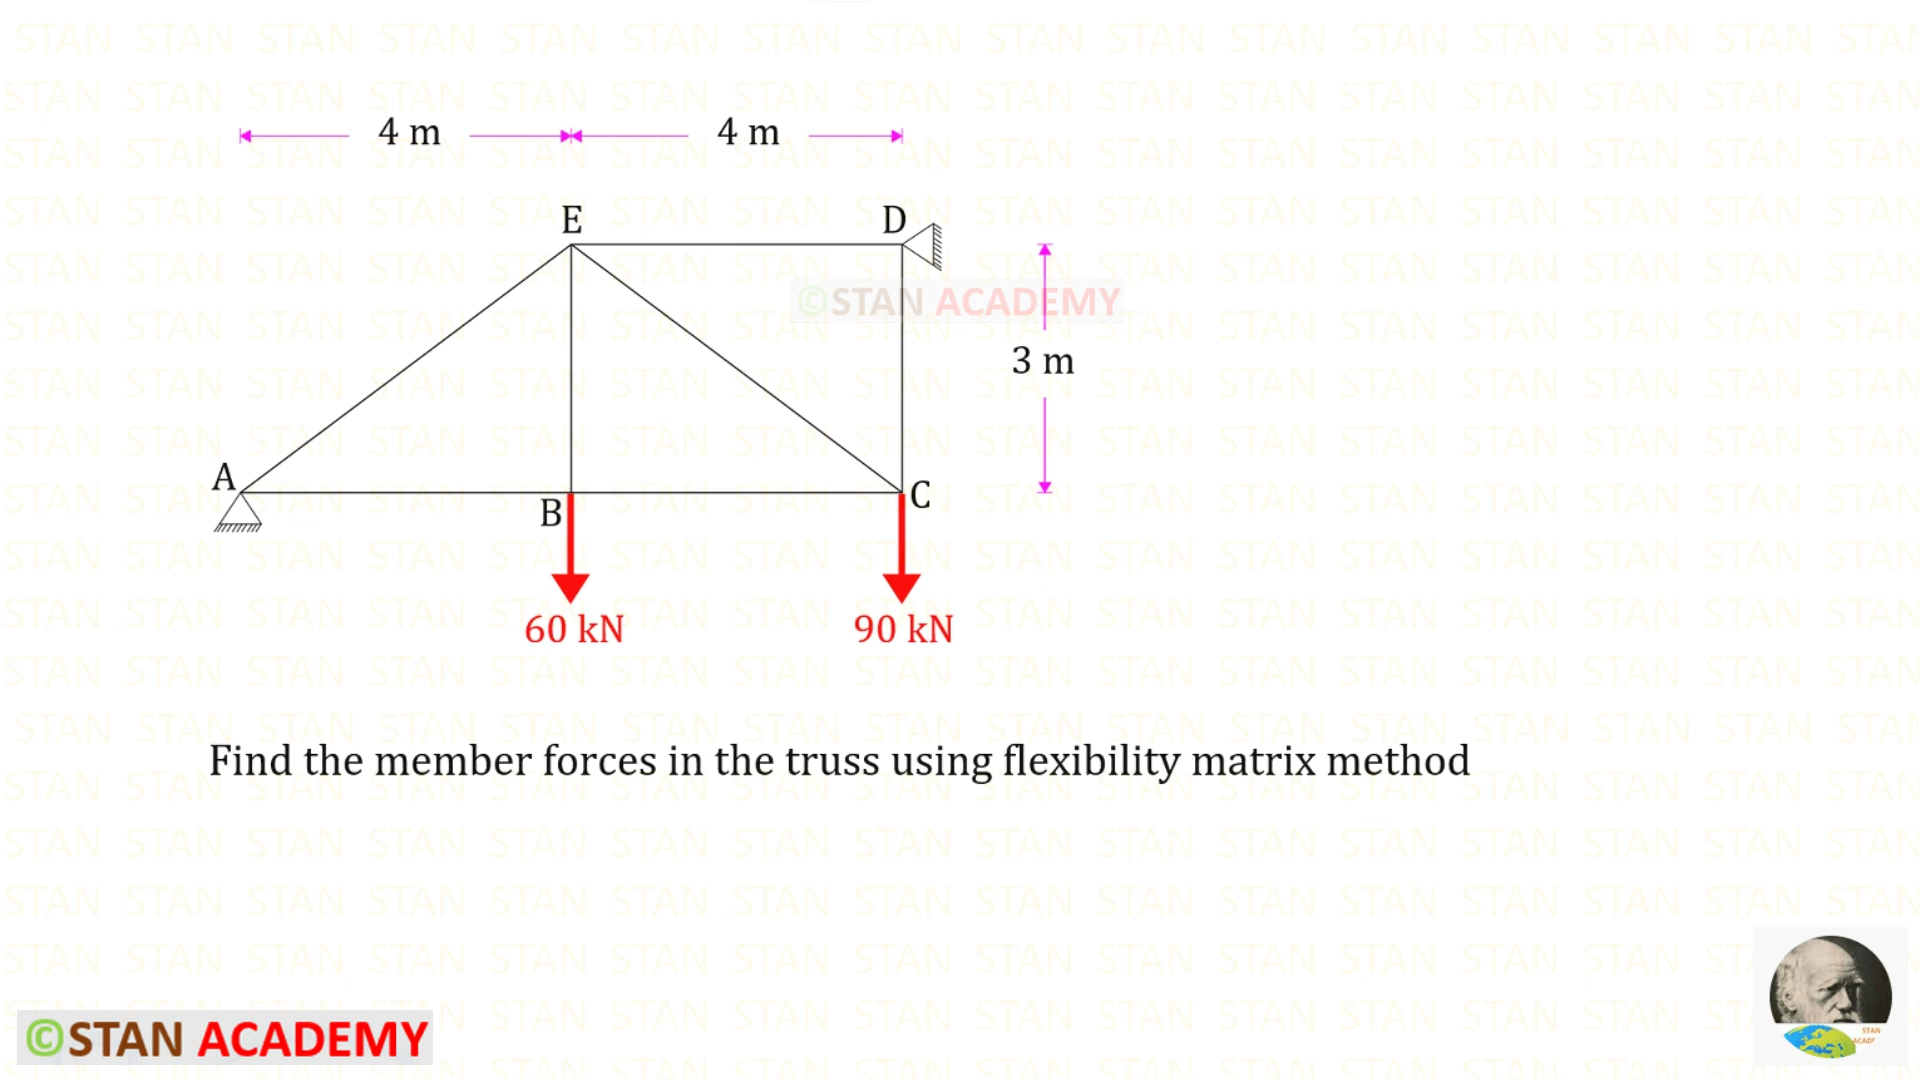 4 m 4 m
E D
©STAN ACADEMY
3 m
A B C
60 kN 90 kN
Find the member forces in the truss using flexibility matrix method
©STAN ACADEMY